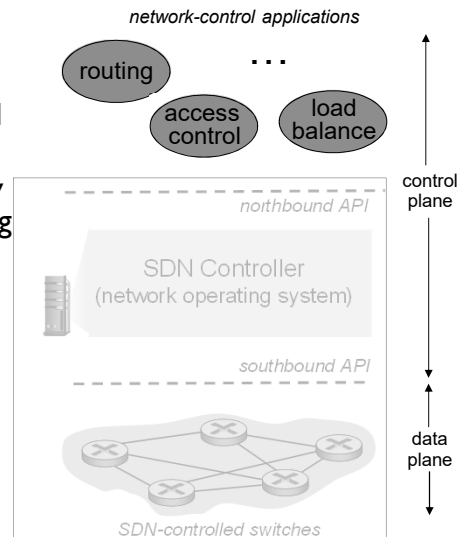 network-control applications
routing
...
access
control
load
balance
control
plane
northbound API
SDN Controller
(network operating system)
southbound API
data
plane
SDN-controlled switches